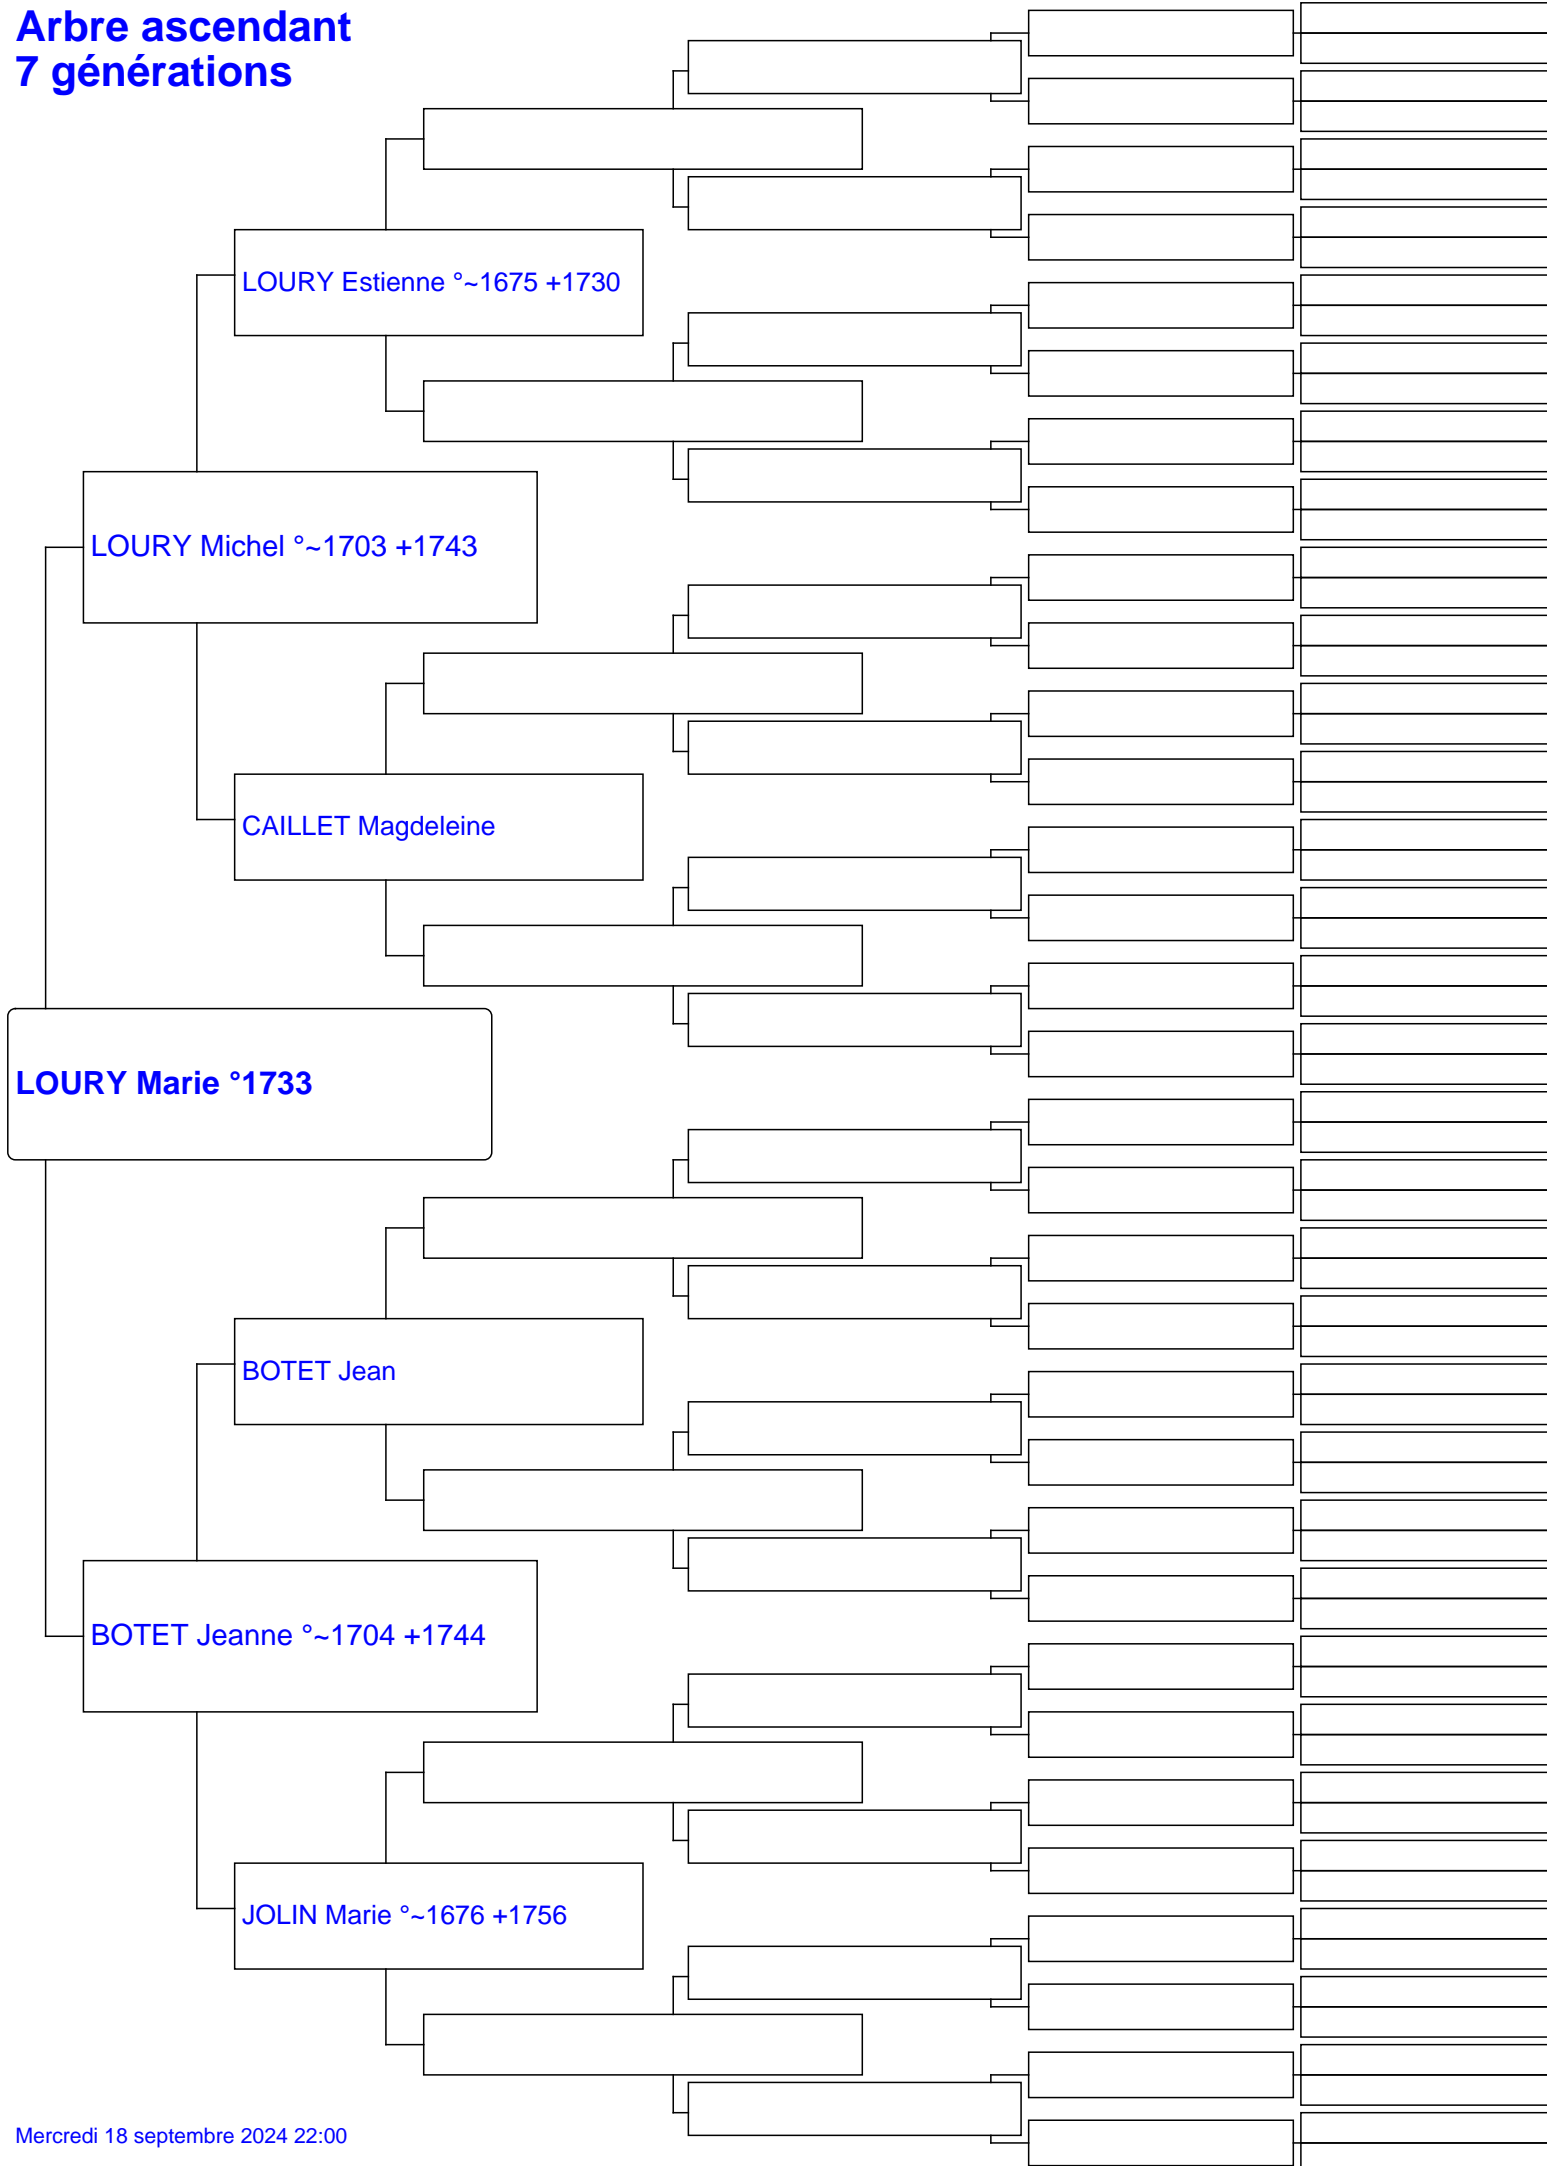 Arbre ascendant
7 générations
LOURY Estienne °~1675 +1730
LOURY Michel °~1703 +1743
CAILLET Magdeleine
LOURY Marie °1733
BOTET Jean
BOTET Jeanne °~1704 +1744
JOLIN Marie °~1676 +1756
Mercredi 18 septembre 2024 22:00